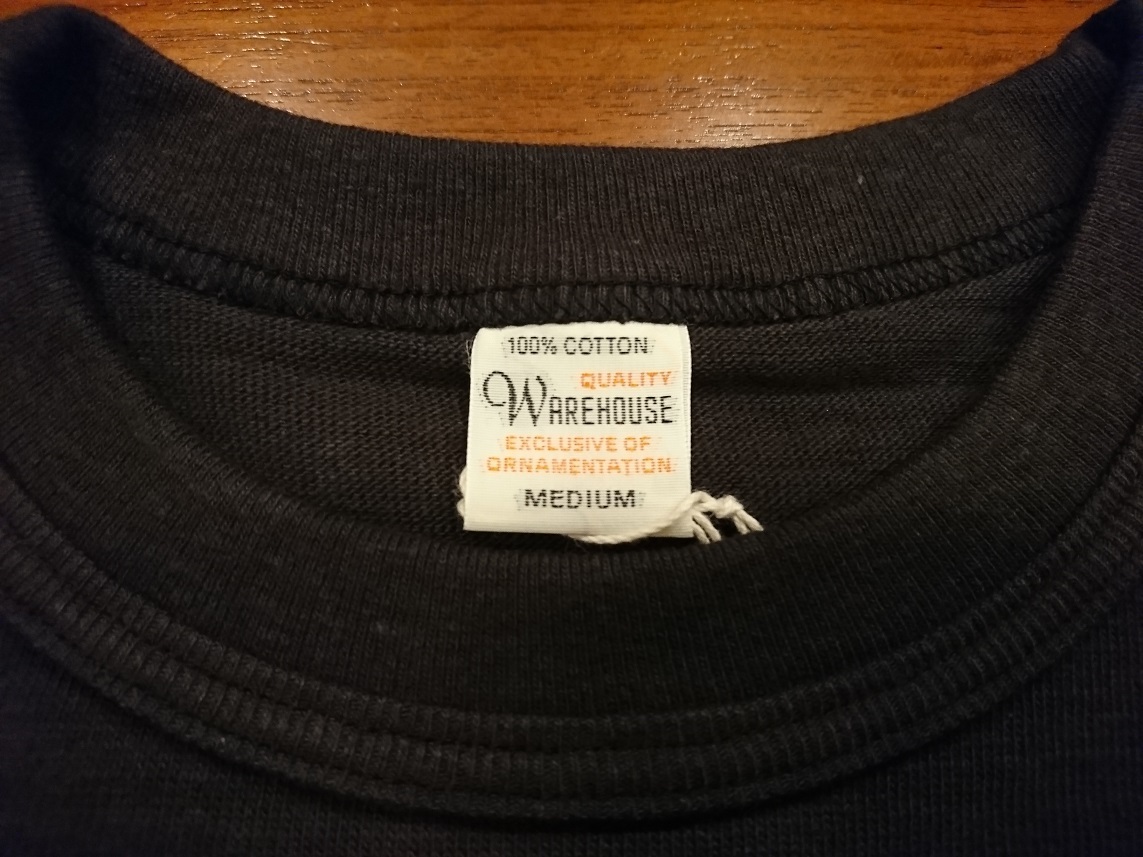 100% COTTON
QUALITY
WAREHOUSE
EXCLUSIVE OF
ORNAMENTATION
MEDIUM